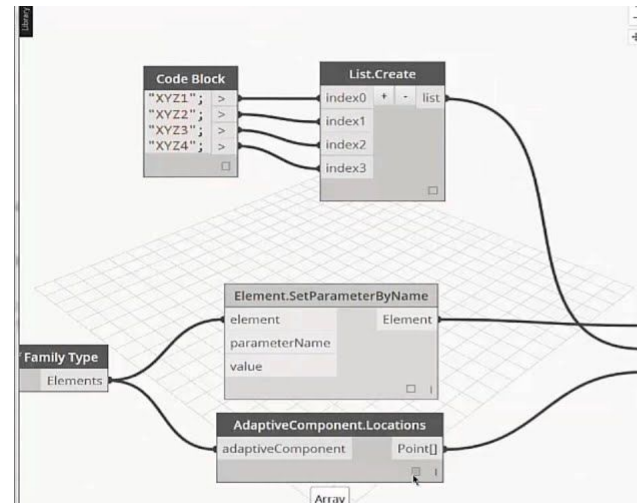 Library
Code Block
"XYZ1"; >
"XYZ2"; >
"XYZ3"; >
"XYZ4"; >
List.Create
index0 + - list
index1
index2
index3
Element.SetParameterByName
element Element
parameterName
value
Family Type
Elements
AdaptiveComponent.Locations
adaptiveComponent Point[]
Array